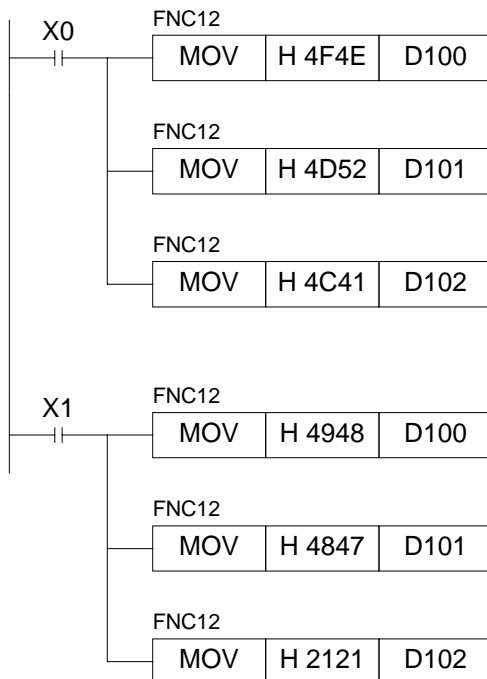 FNC12
X0
MOV H 4F4E D100
FNC12
MOV H 4D52 D101
FNC12
MOV H 4C41 D102
FNC12
X1
MOV H 4948 D100
FNC12
MOV H 4847 D101
FNC12
MOV H 2121 D102